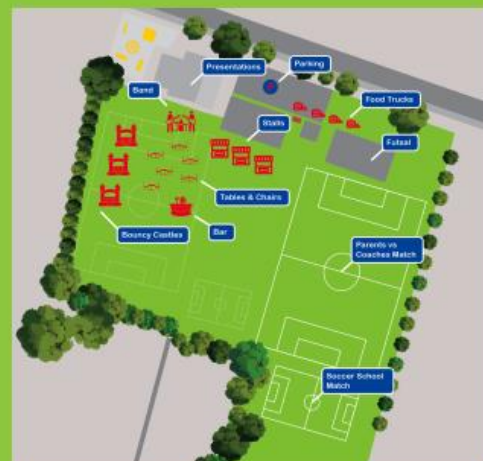 Presentations
Parking
Band
Food Trucks
Stalls
Futsal
Tables & Chairs
Bouncy Castles
Bar
Parents vs
Coaches Match
Soccer School
Match